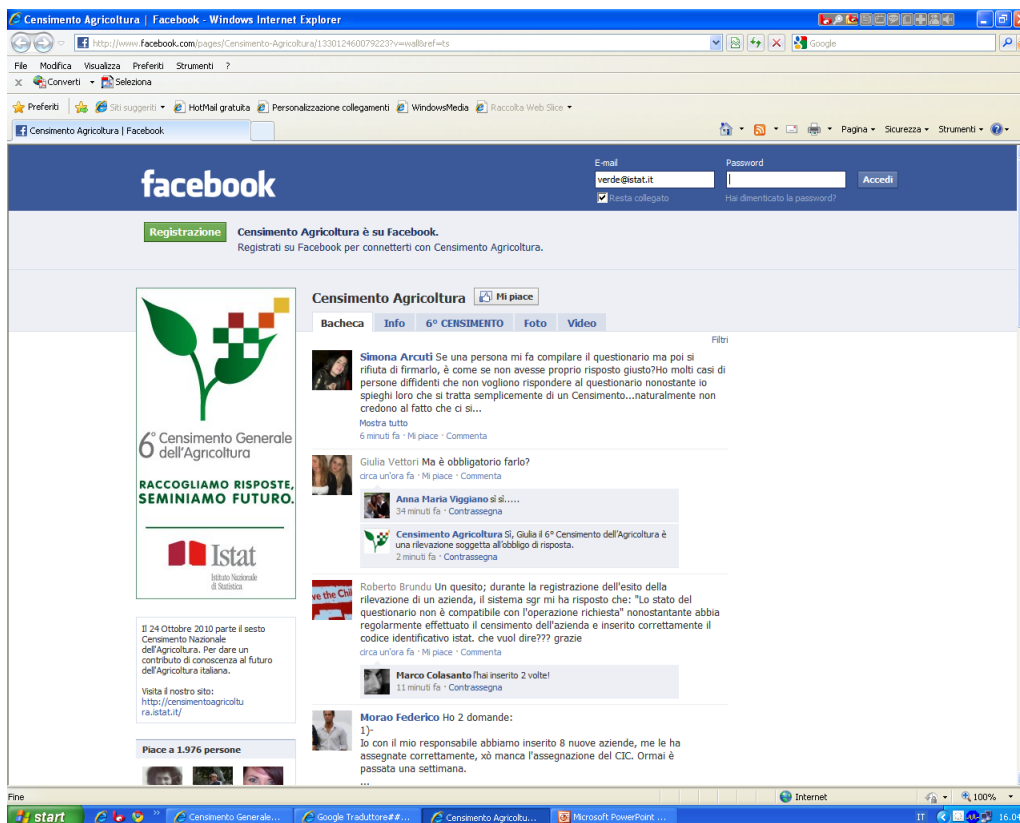 Censimento Agricoltura | Facebook - Windows Internet Explorer
http://www.facebook.com/pages/Censimento-Agricoltura/133012460079223?v=wall&ref=ts
Google
File Modifica Visualizza Preferiti Strumenti ?
x Converti Seleziona
Preferiti Siti suggeriti HotMail gratuita Personalizzazione collegamenti WindowsMedia Raccolta Web Slice
Censimento Agricoltura | Facebook
Pagina Sicurezza Strumenti
facebook
E-mail Password
verde@istat.it Accedi
Resta collegato Hai dimenticato la password?
Registrazione
Censimento Agricoltura è su Facebook.
Registrati su Facebook per connetterti con Censimento Agricoltura.
6° Censimento Generale
dell'Agricoltura
RACCOGLIAMO RISPOSTE,
SEMINIAMO FUTURO.
Istat
Istituto Nazionale
di Statistica
Il 24 Ottobre 2010 parte il sesto
Censimento Nazionale
dell'Agricoltura. Per dare un
contributo di conoscenza al futuro
dell'Agricoltura italiana.
Visita il nostro sito:
http://censimentoagricoltu
ra.istat.it/
Piace a 1.976 persone
Censimento Agricoltura Mi piace
Bacheca Info 6° CENSIMENTO Foto Video
Filtri
Simona Arcuti Se una persona mi fa compilare il questionario ma poi si
rifiuta di firmarlo, è come se non avesse proprio risposto giusto?Ho molti casi di
persone diffidenti che non vogliono rispondere al questionario nonostante io
spieghi loro che si tratta semplicemente di un Censimento...naturalmente non
credono al fatto che ci si...
Mostra tutto
6 minuti fa · Mi piace · Commenta
Giulia Vettori Ma è obbligatorio farlo?
circa un'ora fa · Mi piace · Commenta
Anna Maria Viggiano si si.....
34 minuti fa · Contrassegna
Censimento Agricoltura Sì, Giulia il 6° Censimento dell'Agricoltura è
una rilevazione soggetta all'obbligo di risposta.
2 minuti fa · Contrassegna
ve the Chil
Roberto Brundu Un quesito; durante la registrazione dell'esito della
rilevazione di un azienda, il sistema sgr mi ha risposto che: "Lo stato del
questionario non è compatibile con l'operazione richiesta" nonostantante abbia
regolarmente effettuato il censimento dell'azienda e inserito correttamente il
codice identificativo istat. che vuol dire??? grazie
circa un'ora fa · Mi piace · Commenta
Marco Colasanto l'hai inserito 2 volte!
11 minuti fa · Contrassegna
Morao Federico Ho 2 domande:
1)-
Io con il mio responsabile abbiamo inserito 8 nuove aziende, me le ha
assegnate correttamente, xò manca l'assegnazione del CIC. Ormai è
passata una settimana.
...
Fine Internet 100%
start Censimento Generale... Google Traduttore##... Censimento Agricoltu... Microsoft PowerPoint ... IT 16.04